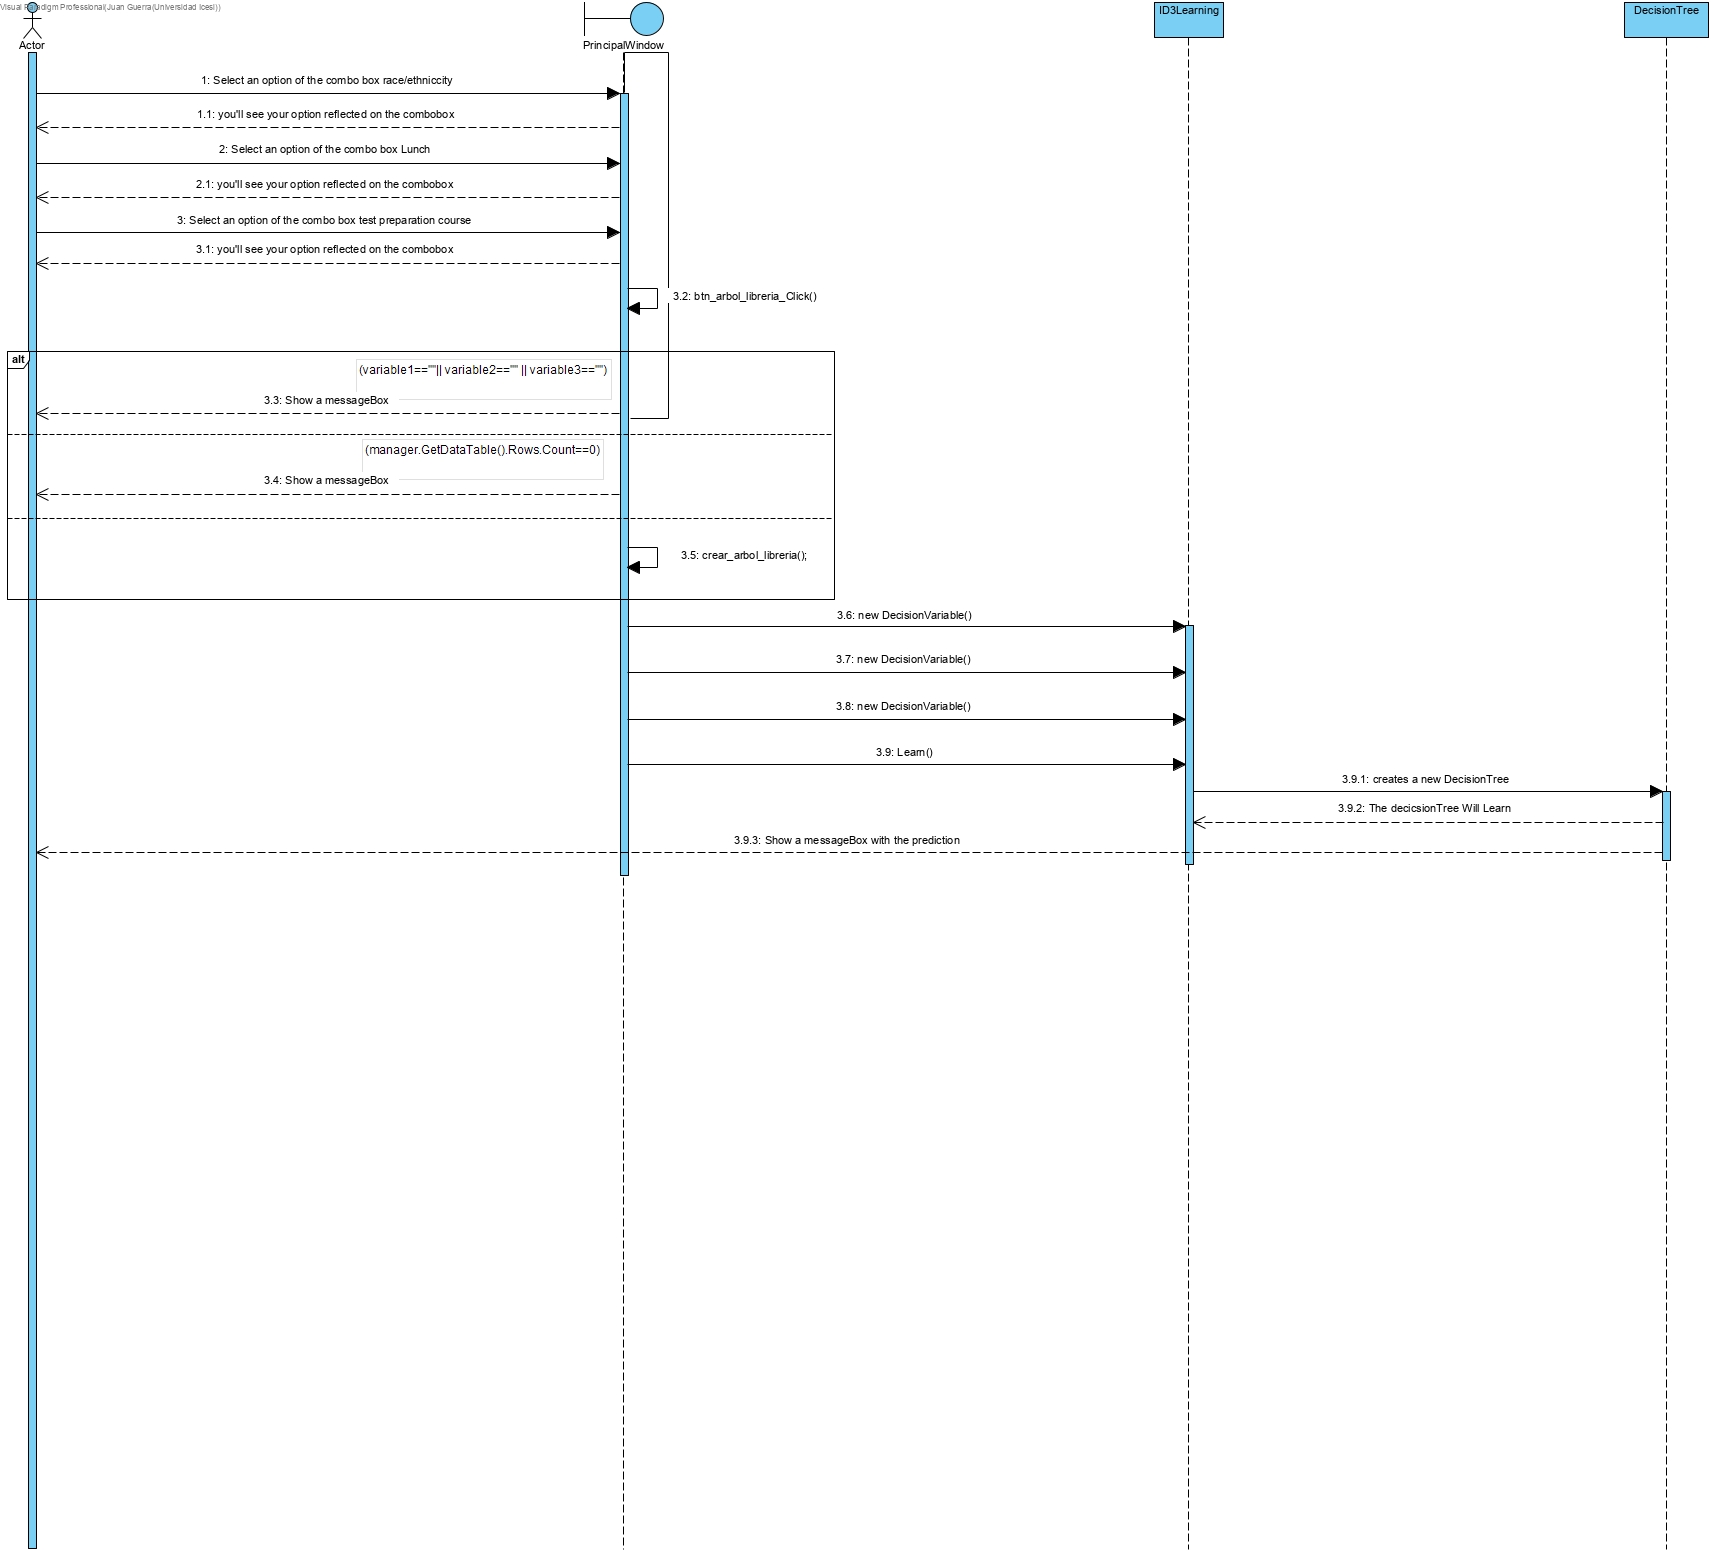 Visual Paradigm Professional(Juan Guerra(Universidad Icesi))
Actor
PrincipalWindow
ID3Learning
DecisionTree
1: Select an option of the combo box race/ethniccity
1.1: you'll see your option reflected on the combobox
2: Select an option of the combo box Lunch
2.1: you'll see your option reflected on the combobox
3: Select an option of the combo box test preparation course
3.1: you'll see your option reflected on the combobox
3.2: btn_arbol_libreria_Click()
alt
(variable1==""|| variable2=="" || variable3=="")
3.3: Show a messageBox
(manager.GetDataTable().Rows.Count==0)
3.4: Show a messageBox
3.5: crear_arbol_libreria();
3.6: new DecisionVariable()
3.7: new DecisionVariable()
3.8: new DecisionVariable()
3.9: Learn()
3.9.1: creates a new DecisionTree
3.9.2: The decicsionTree Will Learn
3.9.3: Show a messageBox with the prediction